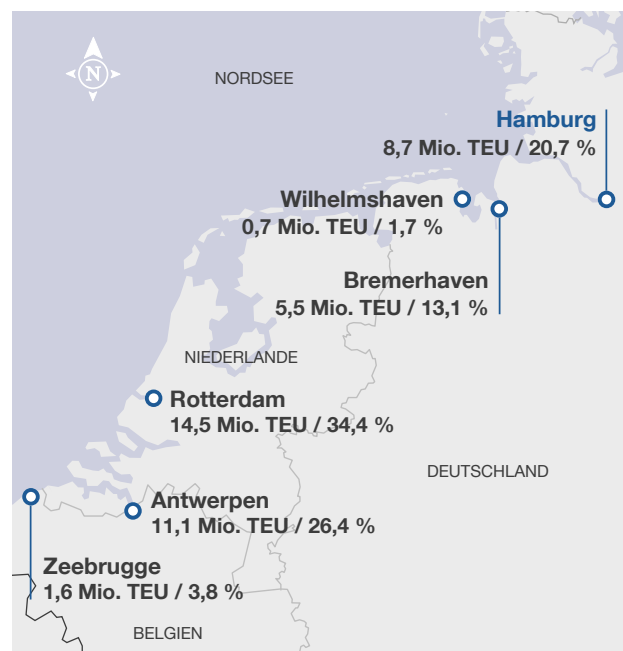 N
NORDSEE
Hamburg
8,7 Mio. TEU / 20,7 %
Wilhelmshaven
0,7 Mio. TEU / 1,7 %
Bremerhaven
5,5 Mio. TEU / 13,1 %
NIEDERLANDE
Rotterdam
14,5 Mio. TEU / 34,4 %
DEUTSCHLAND
Antwerpen
11,1 Mio. TEU / 26,4 %
Zeebrugge
1,6 Mio. TEU / 3,8 %
BELGIEN